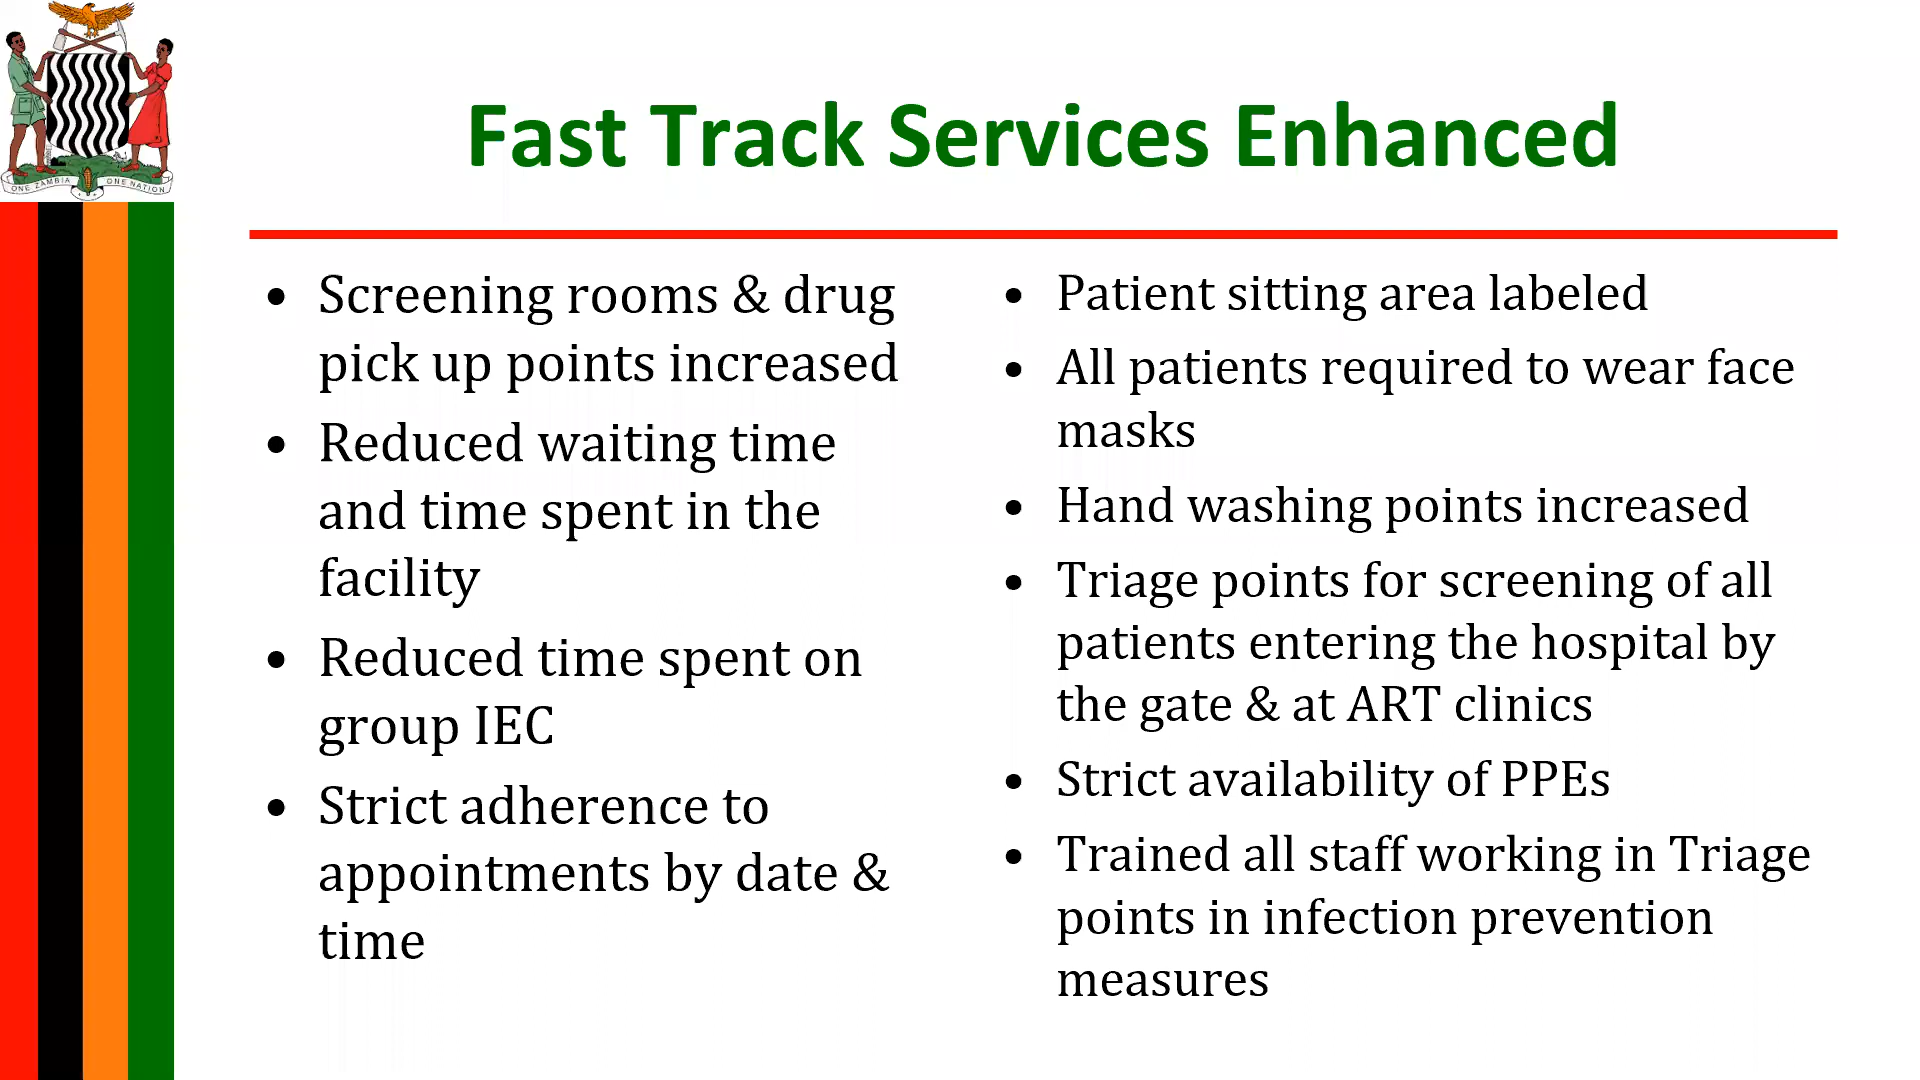 ONE ZAMBIA ONE NATION
Fast Track Services Enhanced
• Screening rooms & drug
pick up points increased
• Reduced waiting time
and time spent in the
facility
• Reduced time spent on
group IEC
• Strict adherence to
appointments by date &
time
• Patient sitting area labeled
• All patients required to wear face
masks
• Hand washing points increased
• Triage points for screening of all
patients entering the hospital by
the gate & at ART clinics
• Strict availability of PPEs
• Trained all staff working in Triage
points in infection prevention
measures